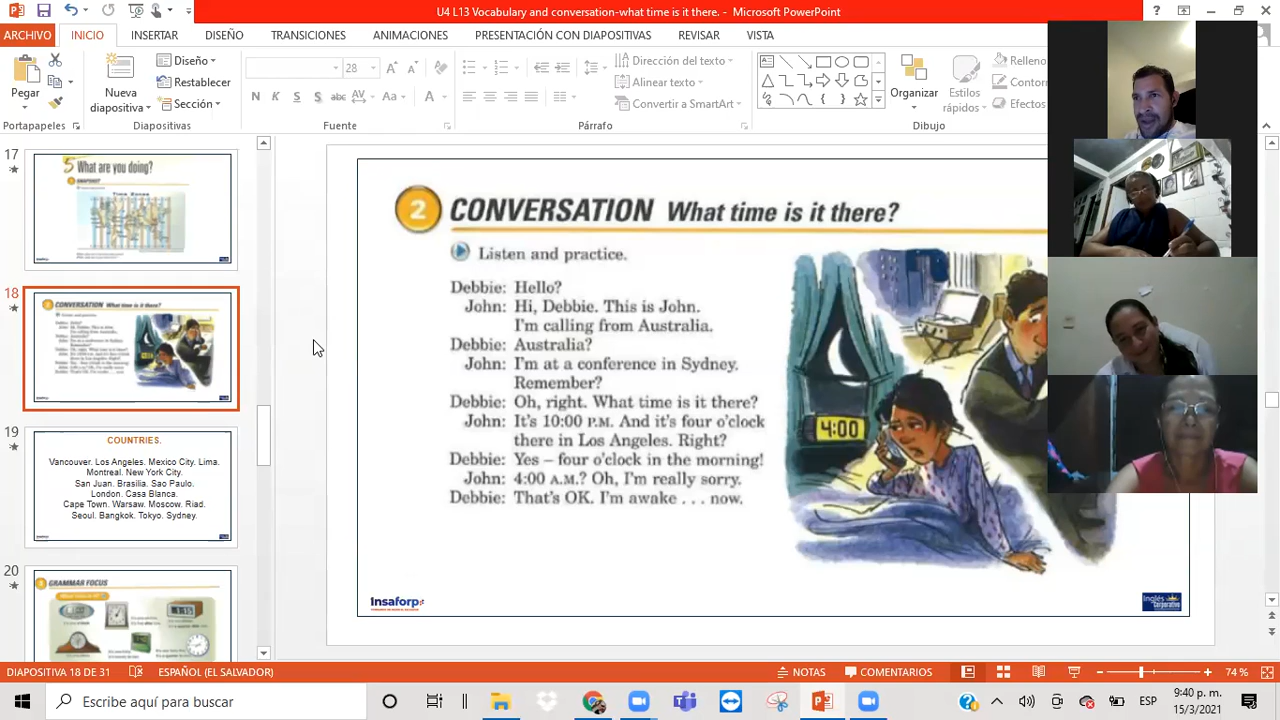 U4 L13 Vocabulary and conversation-what time is it there. - Microsoft PowerPoint
ARCHIVO INICIO INSERTAR DISEÑO TRANSICIONES ANIMACIONES PRESENTACIÓN CON DIAPOSITIVAS REVISAR VISTA
Pegar
Nueva diapositiva
Diseño
Restablecer
Sección
28
N K S S abc AV Aa A
Dirección del texto
Alinear texto
Convertir a SmartArt
Organizar
Estilos rápidos
Relleno
Contorn
Efectos
Portapapeles Diapositivas Fuente Párrafo Dibujo
17
5 What are you doing?
SNAPSHOT
18
CONVERSATION What time is it there?
19
COUNTRIES.
Vancouver. Los Angeles. Mexico City. Lima.
Montreal. New York City.
San Juan. Brasilia. Sao Paulo.
London. Casa Blanca.
Cape Town. Warsaw. Moscow. Riad.
Seoul. Bangkok. Tokyo. Sydney.
20
GRAMMAR FOCUS
2 CONVERSATION What time is it there?
Listen and practice.
Debbie: Hello?
John: Hi, Debbie. This is John.
I'm calling from Australia.
Debbie: Australia?
John: I'm at a conference in Sydney.
Remember?
Debbie: Oh, right. What time is it there?
John: It's 10:00 P.M. And it's four o'clock
there in Los Angeles. Right?
Debbie: Yes – four o'clock in the morning!
John: 4:00 A.M.? Oh, I'm really sorry.
Debbie: That's OK. I'm awake . . . now.
4:00
Insaforp
Inglés Corporativo
DIAPOSITIVA 18 DE 31 ESPAÑOL (EL SALVADOR) NOTAS COMENTARIOS 74 %
Escribe aquí para buscar
ESP
9:40 p. m.
15/3/2021